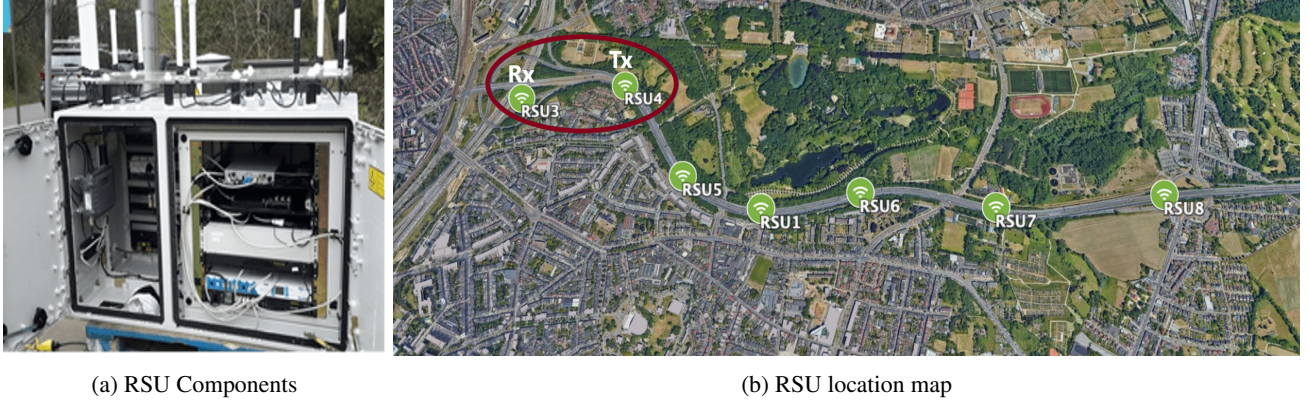 Rx
Tx
RSU3
RSU4
RSU5
RSU1
RSU6
RSU7
RSU8
(a) RSU Components
(b) RSU location map